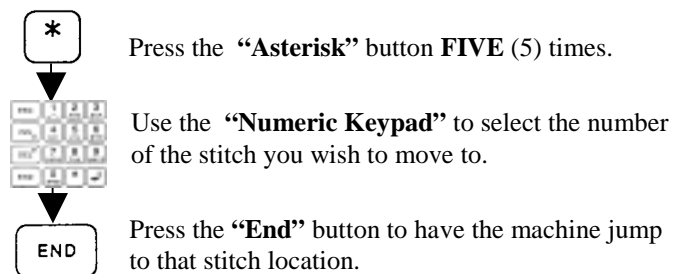 *
Press the “Asterisk” button FIVE (5) times.
Use the “Numeric Keypad” to select the number
of the stitch you wish to move to.
END
Press the “End” button to have the machine jump
to that stitch location.